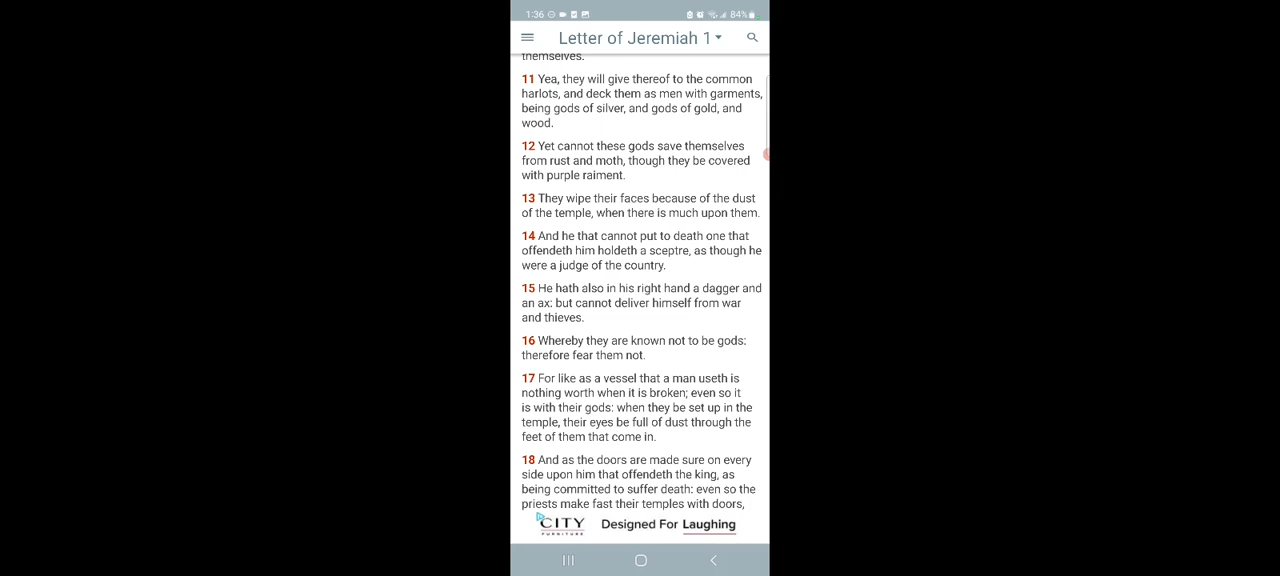 1:36
84%
Letter of Jeremiah 1
themselves.
11 Yea, they will give thereof to the common
harlots, and deck them as men with garments,
being gods of silver, and gods of gold, and
wood.
12 Yet cannot these gods save themselves
from rust and moth, though they be covered
with purple raiment.
13 They wipe their faces because of the dust
of the temple, when there is much upon them.
14 And he that cannot put to death one that
offendeth him holdeth a sceptre, as though he
were a judge of the country.
15 He hath also in his right hand a dagger and
an ax: but cannot deliver himself from war
and thieves.
16 Whereby they are known not to be gods:
therefore fear them not.
17 For like as a vessel that a man useth is
nothing worth when it is broken; even so it
is with their gods: when they be set up in the
temple, their eyes be full of dust through the
feet of them that come in.
18 And as the doors are made sure on every
side upon him that offendeth the king, as
being committed to suffer death: even so the
priests make fast their temples with doors,
CITY
FURNITURE
Designed For Laughing